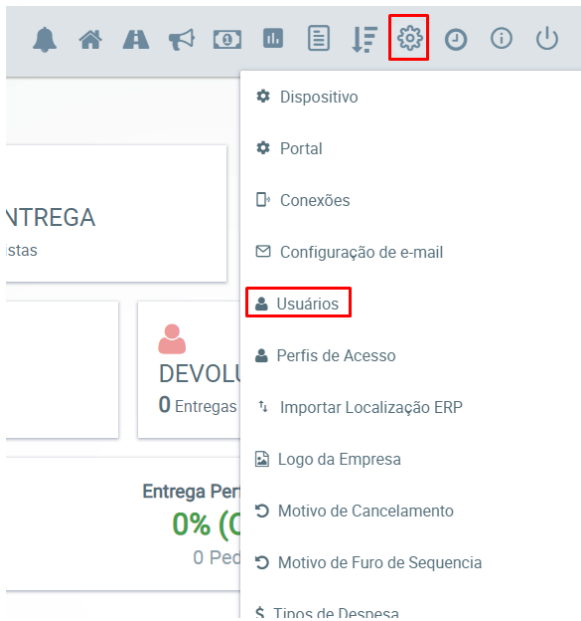 Dispositivo
Portal
NTREGA
Conexões
istas
Configuração de e-mail
Usuários
Perfis de Acesso
DEVOLU
0 Entregas
Importar Localização ERP
Logo da Empresa
Entrega Perf
Motivo de Cancelamento
0% (C
0 Ped
Motivo de Furo de Sequencia
Tipos de Despesa